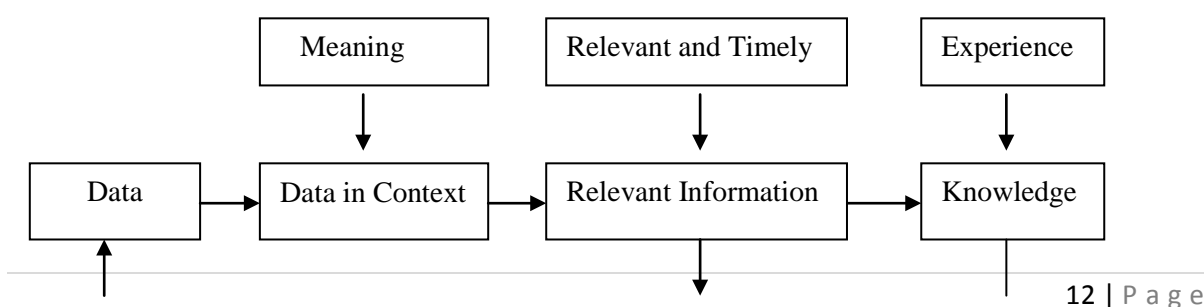 Meaning
Relevant and Timely
Experience
Data
Data in Context
Relevant Information
Knowledge
12 | P a g e